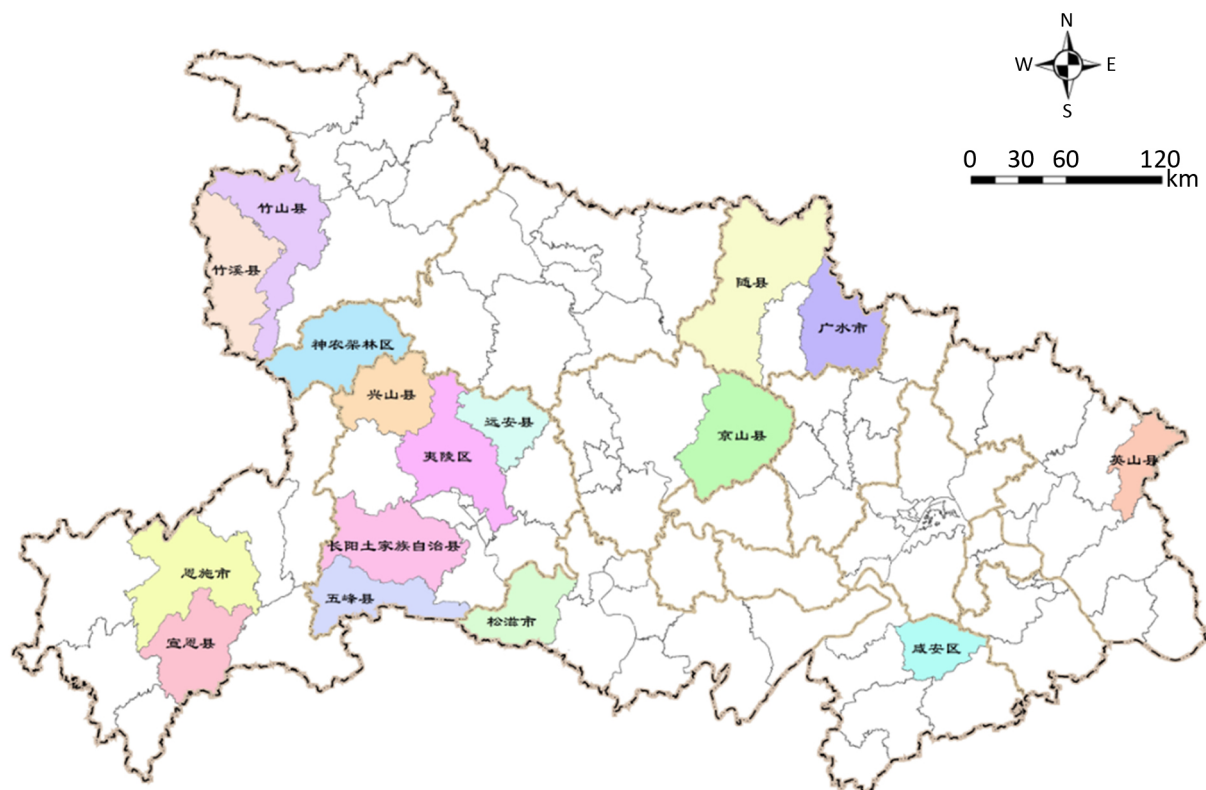 N
W
E
S
0 30 60 120
km
竹山县
竹溪县
随县
广水市
神农架林区
兴山县
远安县
京山县
夷陵区
英山县
长阳土家族自治县
恩施市
五峰县
松滋市
宣恩县
咸安区